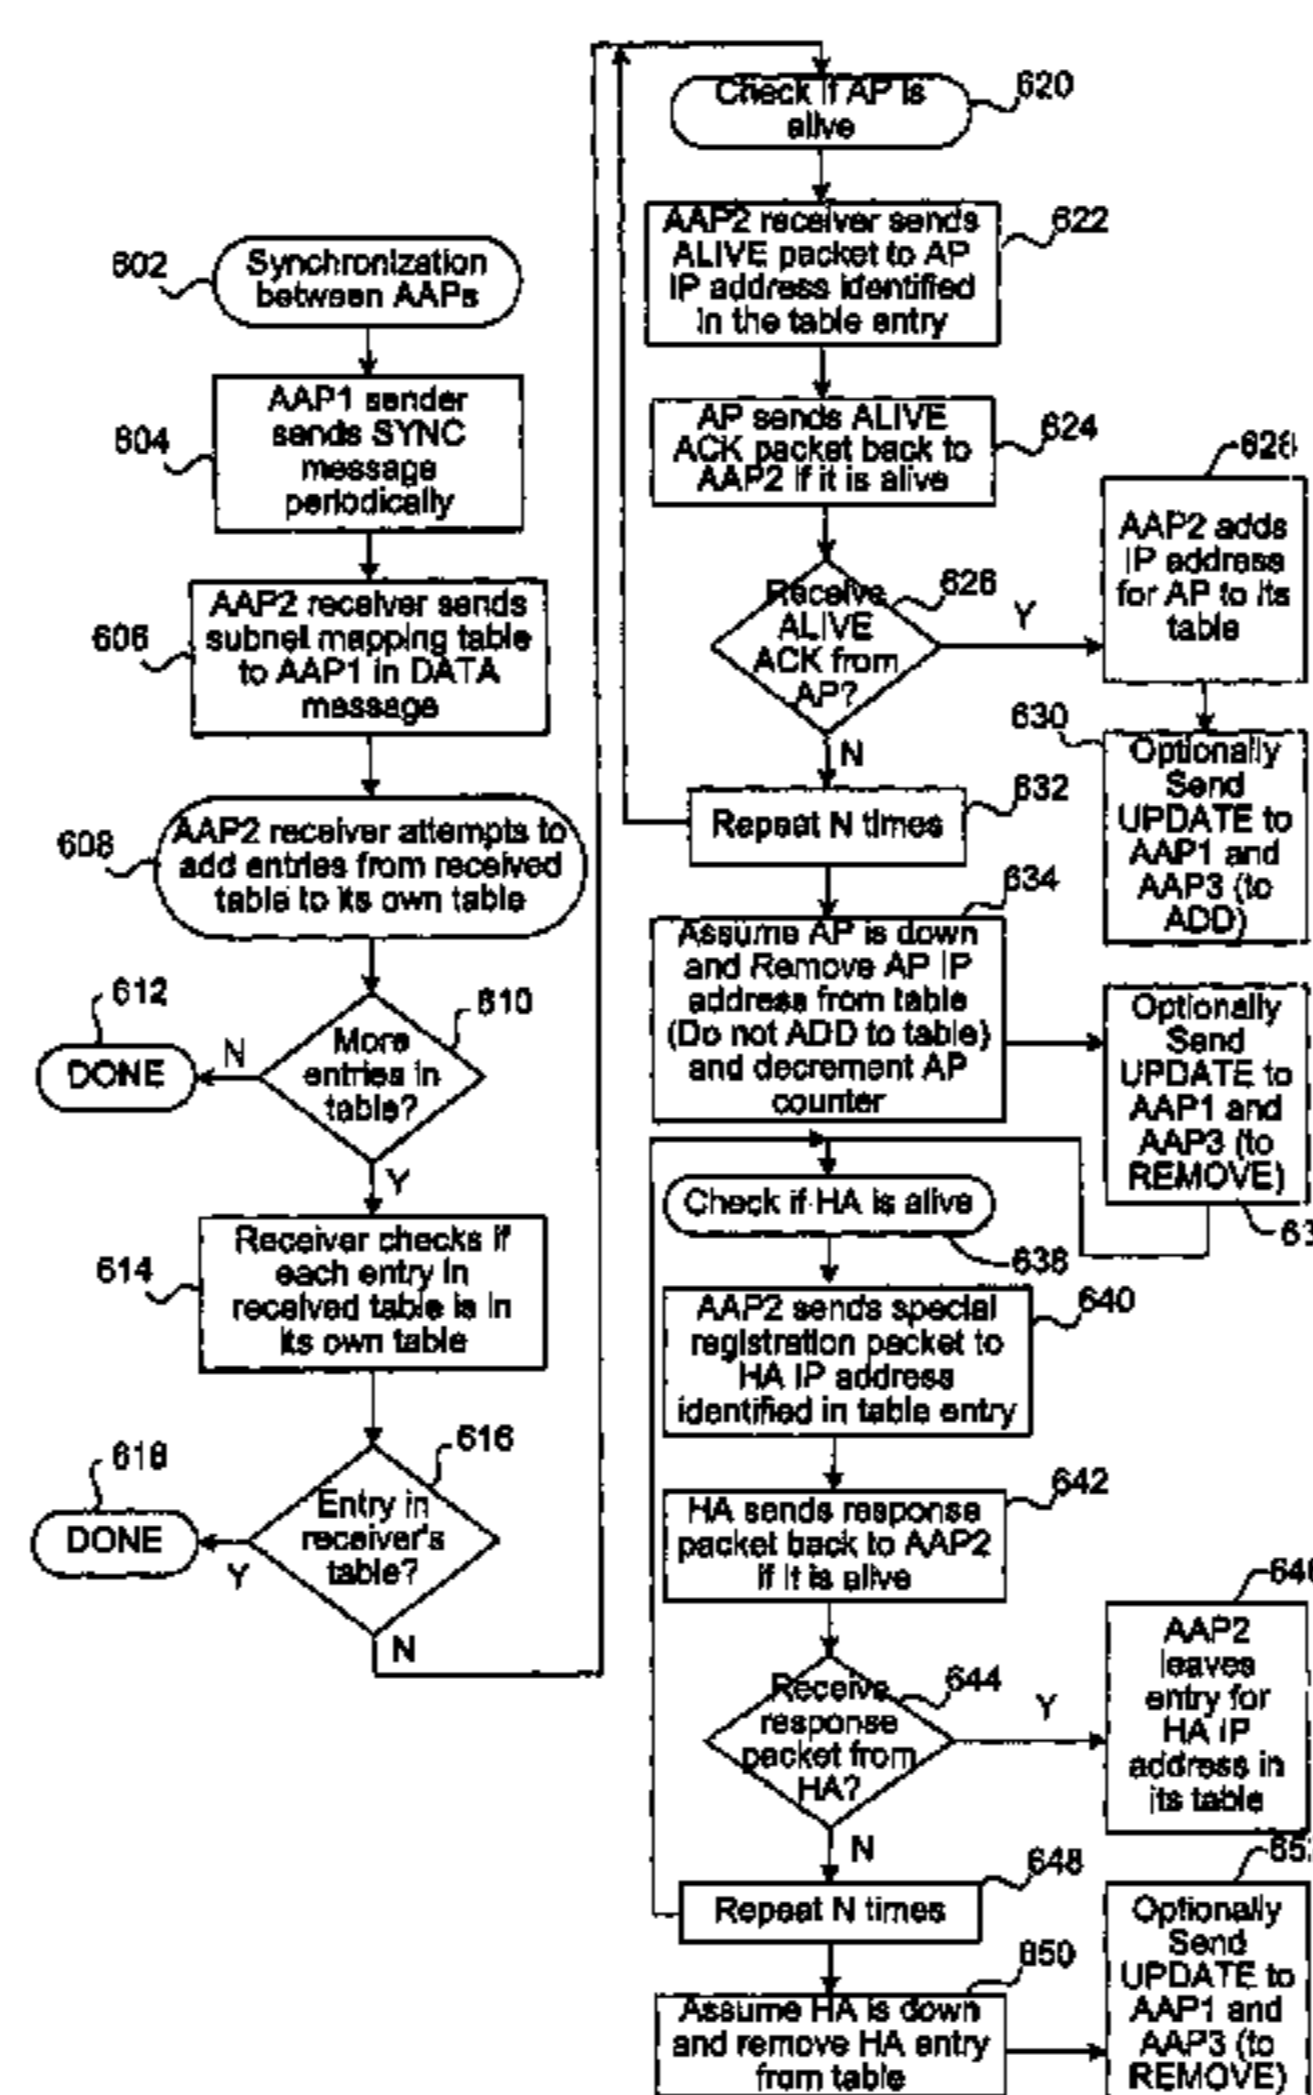 602
Synchronization
between AAPs
604
AAP1 sender
sends SYNC
message
periodically
606
AAP2 receiver sends
subnet mapping table
to AAP1 in DATA
message
608
AAP2 receiver attempts to
add entries from received
table to its own table
612
DONE
N
610
More
entries in
table?
Y
614
Receiver checks if
each entry in
received table is in
its own table
618
DONE
Y
616
Entry in
receiver's
table?
N
Check if AP is
alive
620
AAP2 receiver sends
ALIVE packet to AP
IP address identified
in the table entry
622
AP sends ALIVE
ACK packet back to
AAP2 if it is alive
624
Receive
ALIVE
ACK from
AP?
626
Y
628
AAP2 adds
IP address
for AP to its
table
630
Optionally
Send
UPDATE to
AAP1 and
AAP3 (to
ADD)
N
Repeat N times
632
634
Assume AP is down
and Remove AP IP
address from table
(Do not ADD to table)
and decrement AP
counter
Optionally
Send
UPDATE to
AAP1 and
AAP3 (to
REMOVE)
Check if HA is alive
638
AAP2 sends special
registration packet to
HA IP address
identified in table entry
640
HA sends response
packet back to AAP2
if it is alive
642
Receive
response
packet from
HA?
644
Y
646
AAP2
leaves
entry for
HA IP
address in
its table
N
Repeat N times
648
650
Assume HA is down
and remove HA entry
from table
Optionally
Send
UPDATE to
AAP1 and
AAP3 (to
REMOVE)